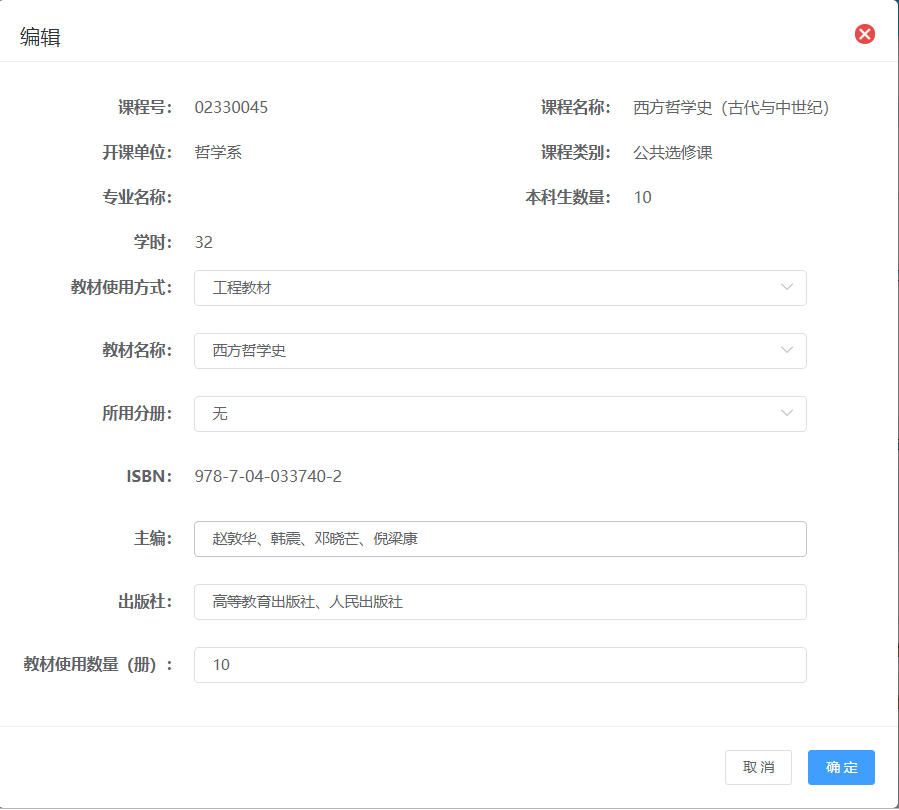 编辑
课程号： 02330045 课程名称： 西方哲学史（古代与中世纪）
开课单位： 哲学系 课程类别： 公共选修课
专业名称： 本科生数量： 10
学时： 32
教材使用方式： 工程教材
教材名称： 西方哲学史
所用分册： 无
ISBN： 978-7-04-033740-2
主编： 赵敦华、韩震、邓晓芒、倪梁康
出版社： 高等教育出版社、人民出版社
教材使用数量（册）： 10
取消 确定